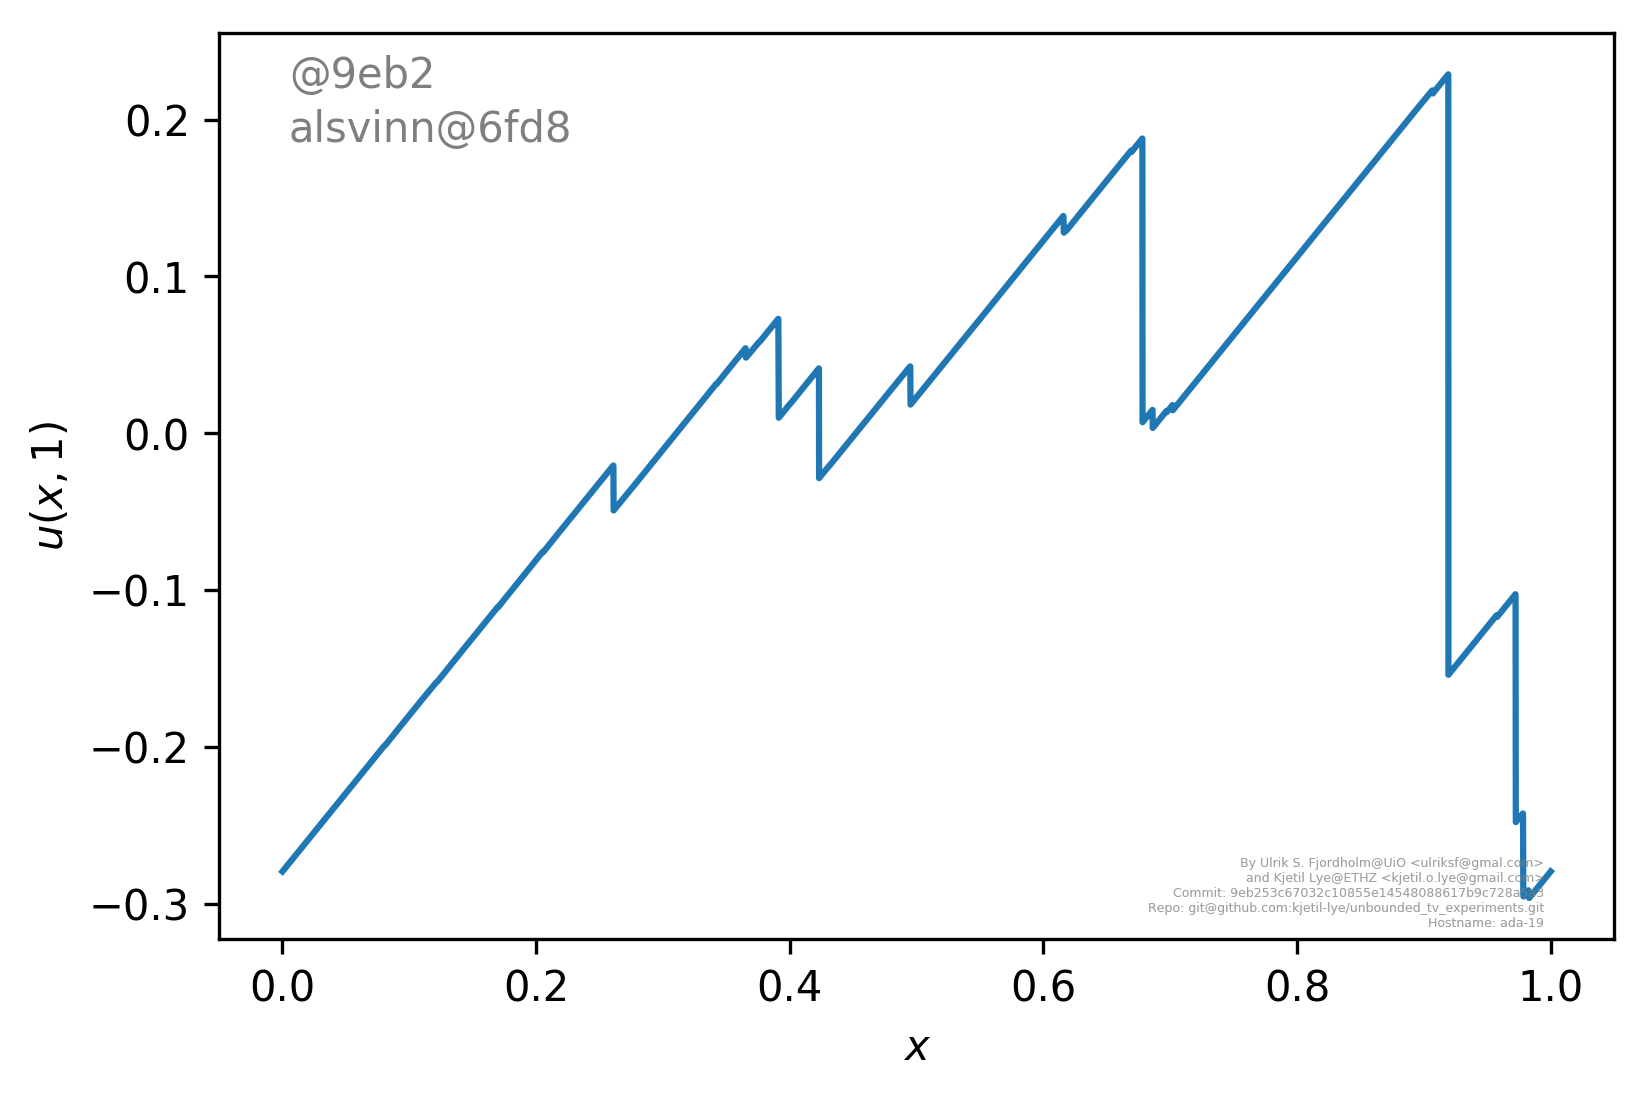 @9eb2
alsvinn@6fd8
0.2
0.1
0.0
−0.1
−0.2
−0.3
u(x, 1)
By Ulrik S. Fjordholm@UiO <ulriksf@gmal.com>
and Kjetil Lye@ETHZ <kjetil.o.lye@gmail.com>
Commit:
Repo: git@github.com:kjetil-lye/unbounded_tv_experiments.git
Hostname: ada-19
0.0 0.2 0.4 0.6 0.8 1.0
x